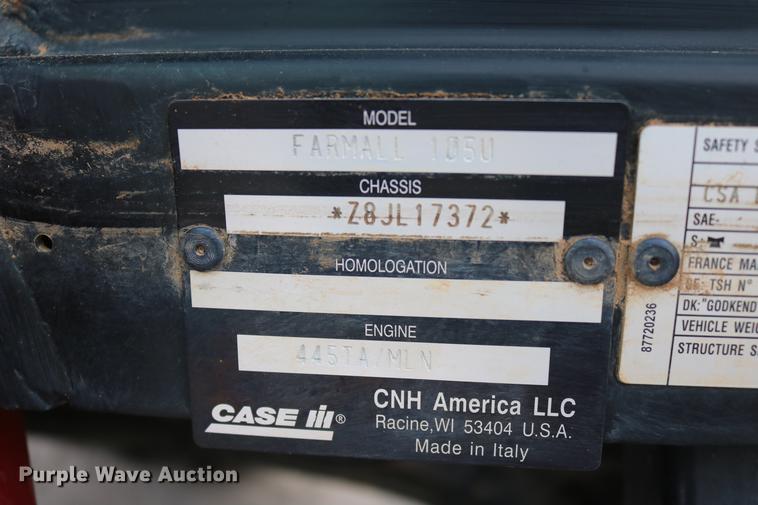 MODEL
FARMALL 105U
CHASSIS
*Z8JL17372*
HOMOLOGATION
ENGINE
445TA/MLN
CASE III®
CNH America LLC
Racine,WI 53404 U.S.A.
Made in Italy
SAFETY S
CSA
SAE-
S:
FRANCE MA
TSH N°
DK:"GODKEND
VEHICLE WEIG
STRUCTURE S
87720236
Purple Wave Auction